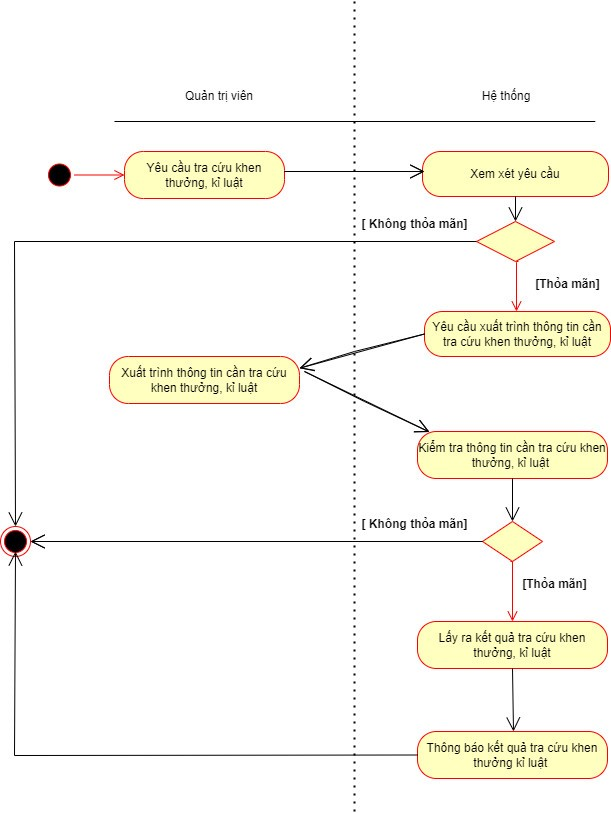 Quản trị viên
Hệ thống
Yêu cầu tra cứu khen
thưởng, kỉ luật
Xem xét yêu cầu
[ Không thỏa mãn]
[Thỏa mãn]
Yêu cầu xuất trình thông tin cần
tra cứu khen thưởng, kỉ luật
Xuất trình thông tin cần tra cứu
khen thưởng, kỉ luật
Kiểm tra thông tin cần tra cứu khen
thưởng, kỉ luật
[ Không thỏa mãn]
[Thỏa mãn]
Lấy ra kết quả tra cứu khen
thưởng, kỉ luật
Thông báo kết quả tra cứu khen
thưởng kỉ luật